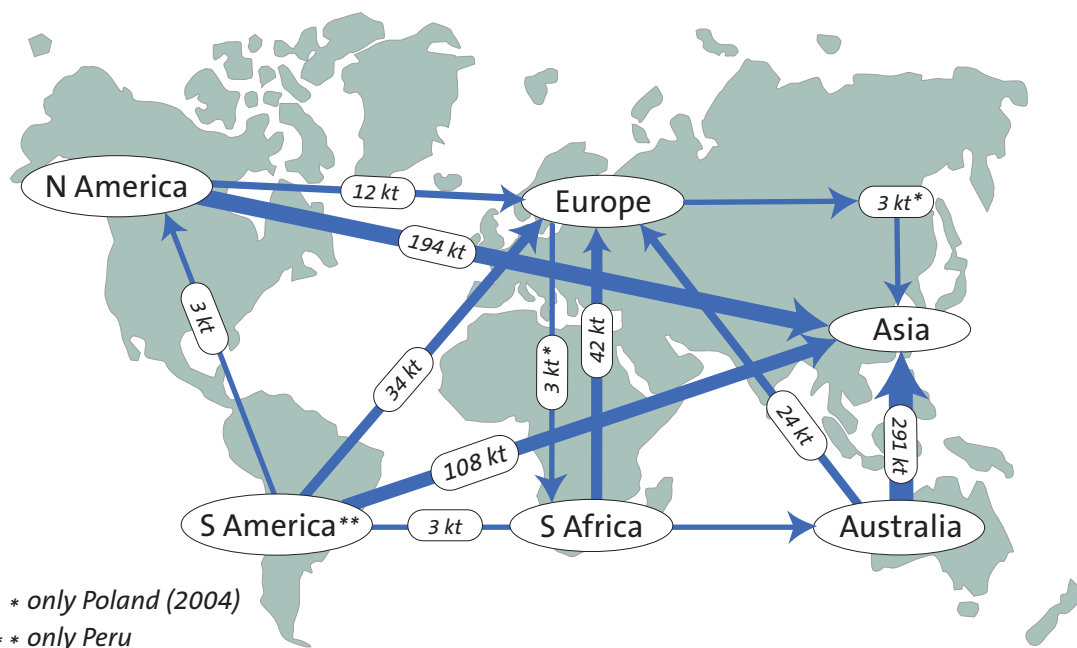 N America
12 kt
Europe
3 kt*
194 kt
3 kt
Asia
34 kt
3 kt*
42 kt
24 kt
291 kt
108 kt
S America**
3 kt
S Africa
Australia
* only Poland (2004)
** only Peru